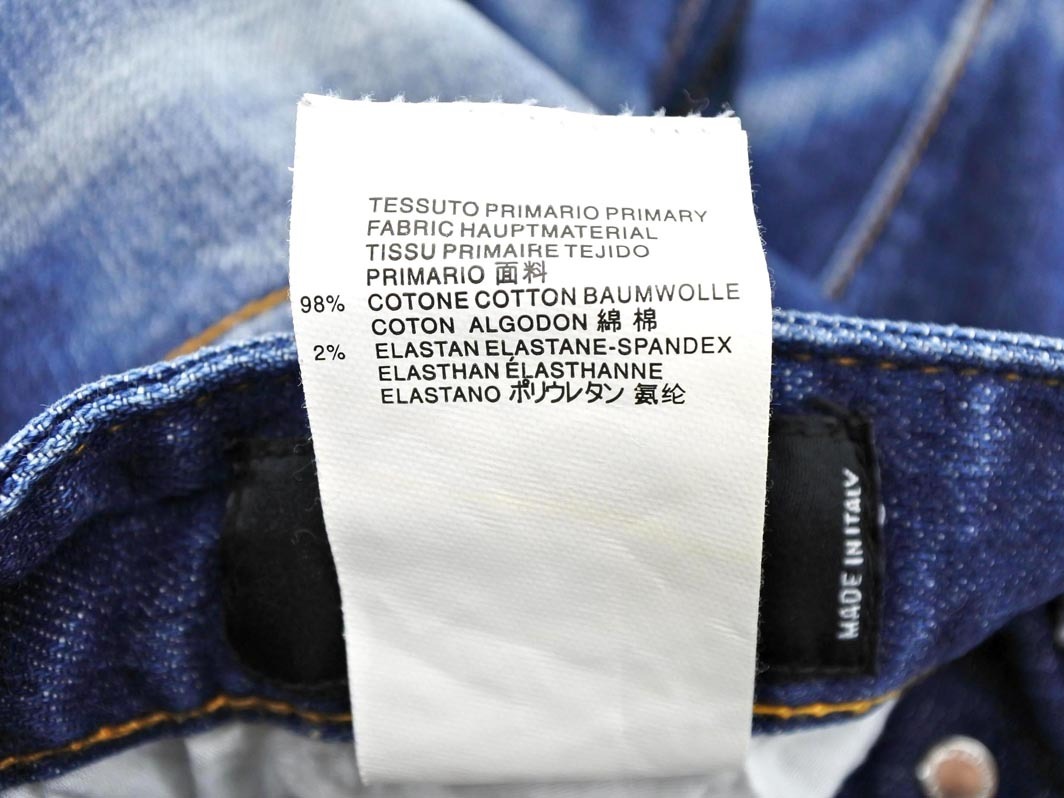 TESSUTO PRIMARIO PRIMARY
FABRIC HAUPTMATERIAL
TISSU PRIMAIRE TEJIDO
PRIMARIO 面料
98% COTONE COTTON BAUMWOLLE
COTON ALGODON 綿 棉
2% ELASTAN ELASTANE-SPANDEX
ELASTHAN ÉLASTHANNE
ELASTANO ポリウレタン 氨纶
MADE IN ITALY